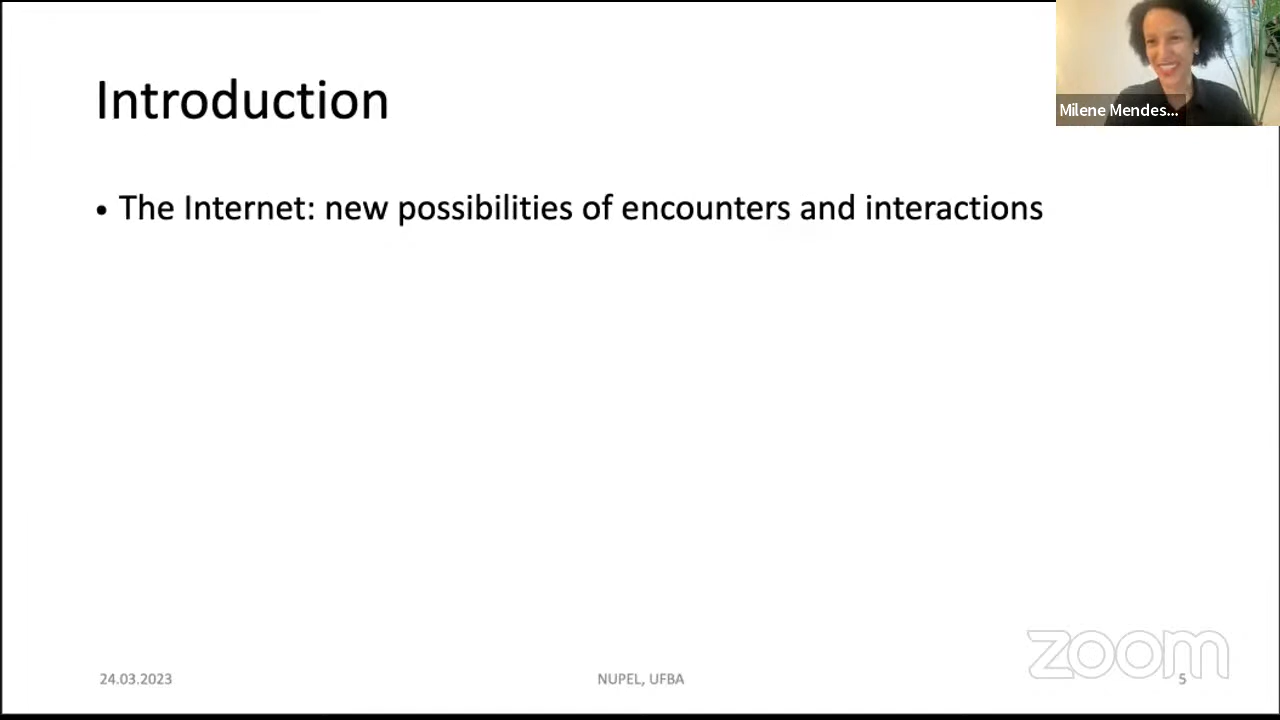 Introduction
Milene Mendes...
• The Internet: new possibilities of encounters and interactions
zoom
24.03.2023
NUPEL, UFBA
5